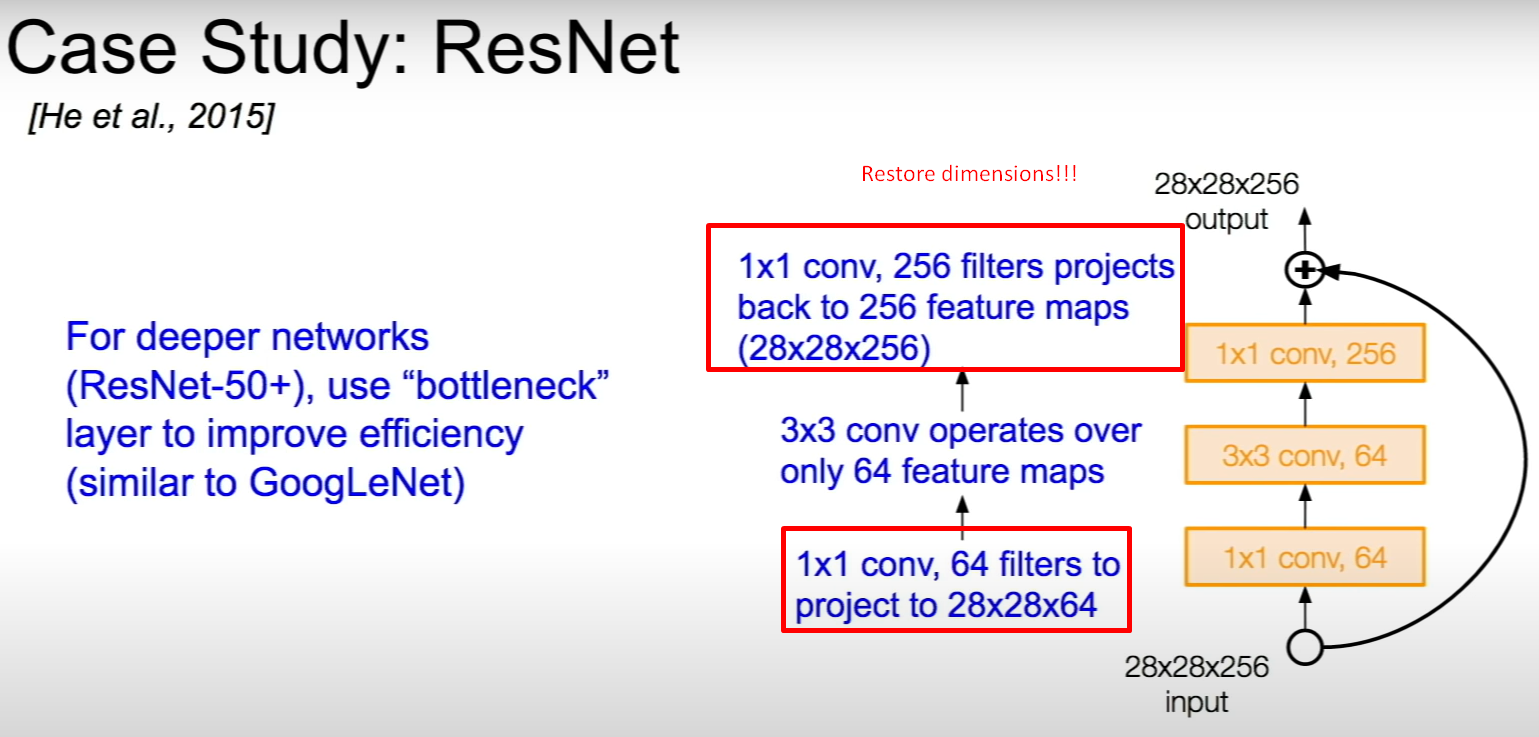 Case Study: ResNet
[He et al., 2015]
For deeper networks
(ResNet-50+), use “bottleneck”
layer to improve efficiency
(similar to GoogLeNet)
Restore dimensions!!!
1x1 conv, 256 filters projects
back to 256 feature maps
(28x28x256)
3x3 conv operates over
only 64 feature maps
1x1 conv, 64 filters to
project to 28x28x64
28x28x256
output
+
1x1 conv, 256
3x3 conv, 64
1x1 conv, 64
28x28x256
input